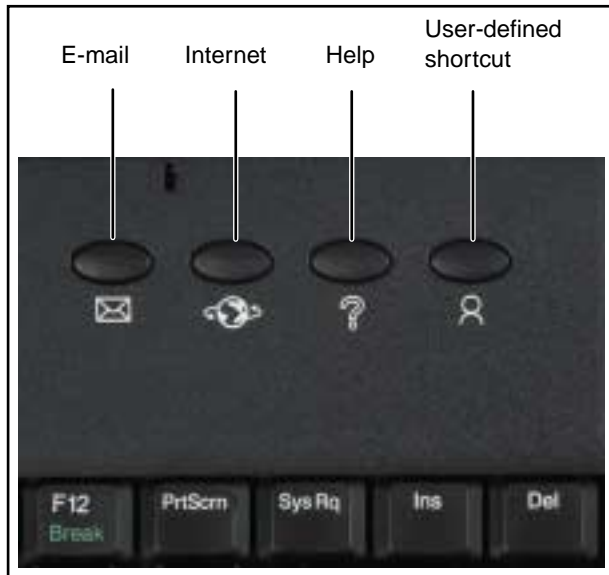 E-mail
Internet
Help
User-defined
shortcut
?
F12
Break
PrtScrn
Sys Rq
Ins
Del